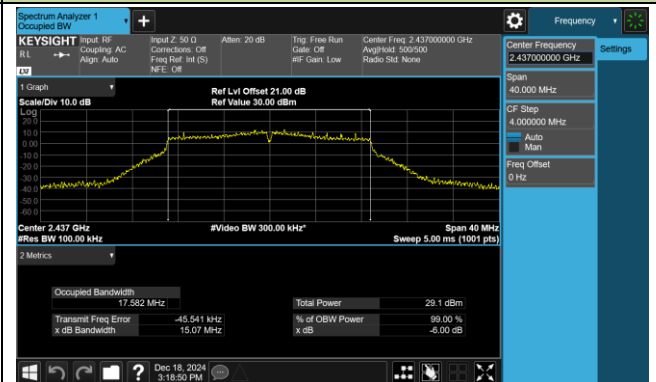 Spectrum Analyzer 1
Occupied BW
Frequency
KEYSIGHT
RL
Input: RF
Coupling: AC
Align: Auto
Input Z: 50 Ω
Corrections: Off
Freq Ref: Int (S)
NFE: Off
Atten: 20 dB
Trig: Free Run
Gate: Off
#IF Gain: Low
Center Freq: 2.437000000 GHz
Avg|Hold: 500/500
Radio Std: None
Center Frequency
2.437000000 GHz
Settings
Span
40.000 MHz
CF Step
4.000000 MHz
Auto
Man
Freq Offset
0 Hz
1 Graph
Scale/Div 10.0 dB
Ref Lvl Offset 21.00 dB
Ref Value 30.00 dBm
Log
20.0
10.0
0.00
-10.0
-20.0
-30.0
-40.0
-50.0
-60.0
Center 2.437 GHz
#Video BW 300.00 kHz*
Span 40 MHz
#Res BW 100.00 kHz
Sweep 5.00 ms (1001 pts)
2 Metrics
Occupied Bandwidth
17.582 MHz
Total Power 29.1 dBm
Transmit Freq Error -45.541 kHz
% of OBW Power 99.00 %
x dB Bandwidth 15.07 MHz
x dB -6.00 dB
?
Dec 18, 2024
3:18:50 PM